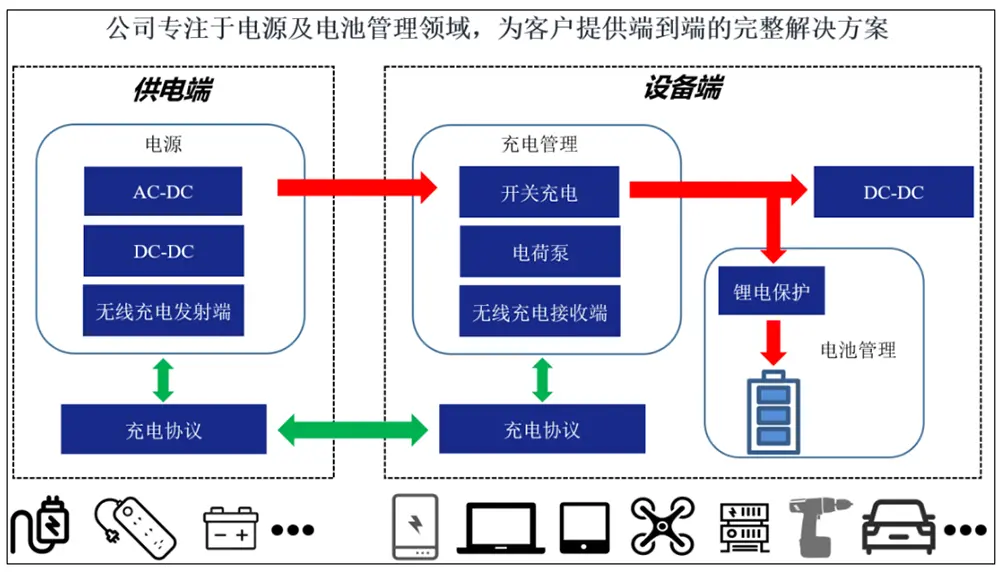 公司专注于电源及电池管理领域，为客户提供端到端的完整解决方案
供电端
电源
AC-DC
DC-DC
无线充电发射端
充电协议
设备端
充电管理
开关充电
电荷泵
无线充电接收端
充电协议
DC-DC
锂电保护
电池管理